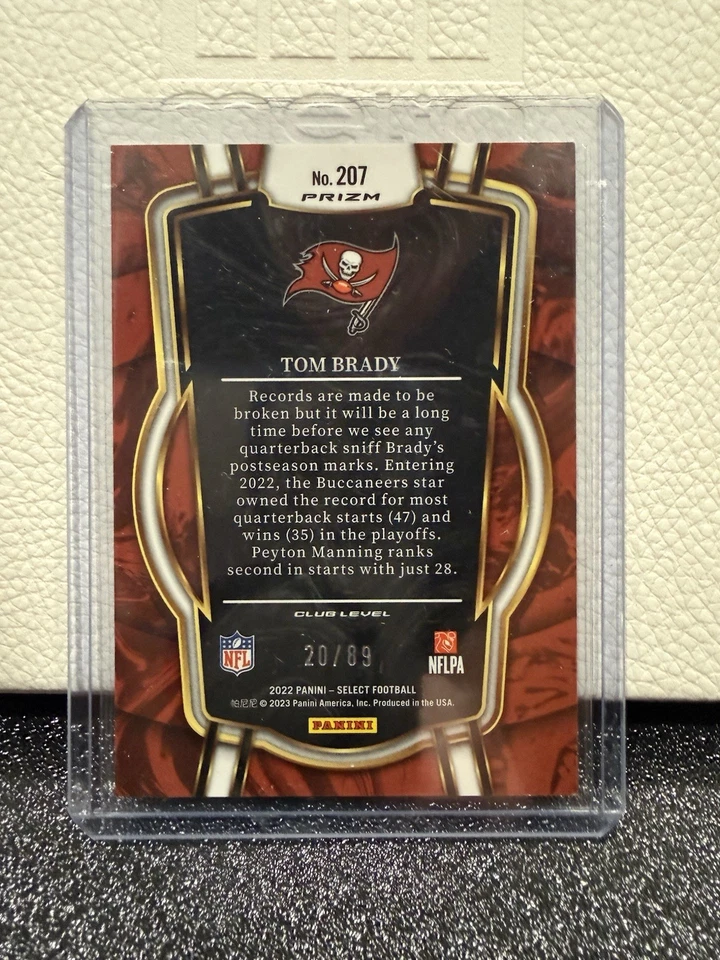 No. 207
PRIZM
TOM BRADY
Records are made to be
broken but it will be a long
time before we see any
quarterback sniff Brady's
postseason marks. Entering
2022, the Buccaneers star
owned the record for most
quarterback starts (47) and
wins (35) in the playoffs.
Peyton Manning ranks
second in starts with just 28.
CLUB LEVEL
NFL
20/89
NFLPA
2022 PANINI – SELECT FOOTBALL
帕尼尼 © 2023 Panini America, Inc. Produced in the USA.
PANINI